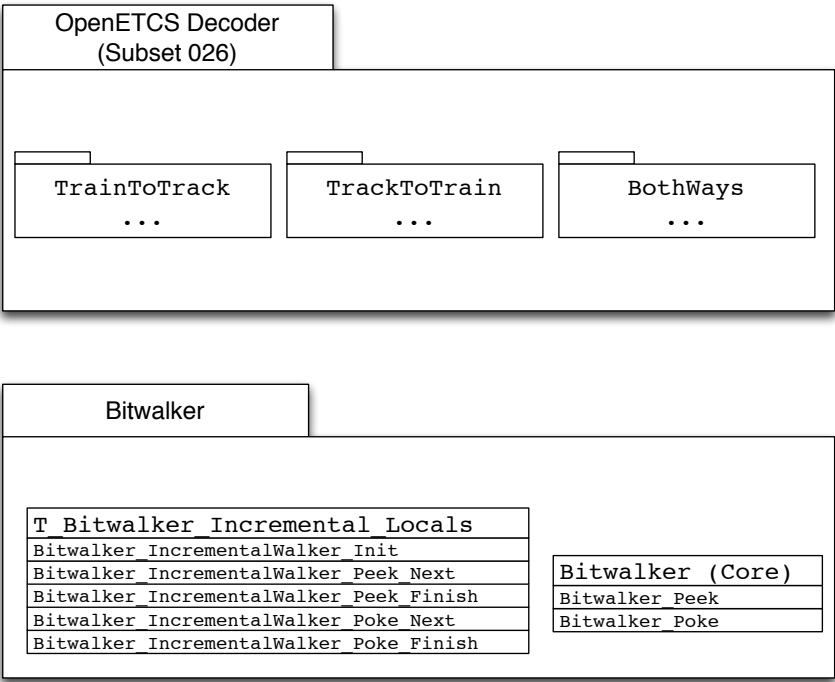 OpenETCS Decoder
(Subset 026)
TrainToTrack
...
TrackToTrain
...
BothWays
...
Bitwalker
T_Bitwalker_Incremental_Locals
Bitwalker_IncrementalWalker_Init
Bitwalker_IncrementalWalker_Peek_Next
Bitwalker_IncrementalWalker_Peek_Finish
Bitwalker_IncrementalWalker_Poke_Next
Bitwalker_IncrementalWalker_Poke_Finish
Bitwalker (Core)
Bitwalker_Peek
Bitwalker_Poke